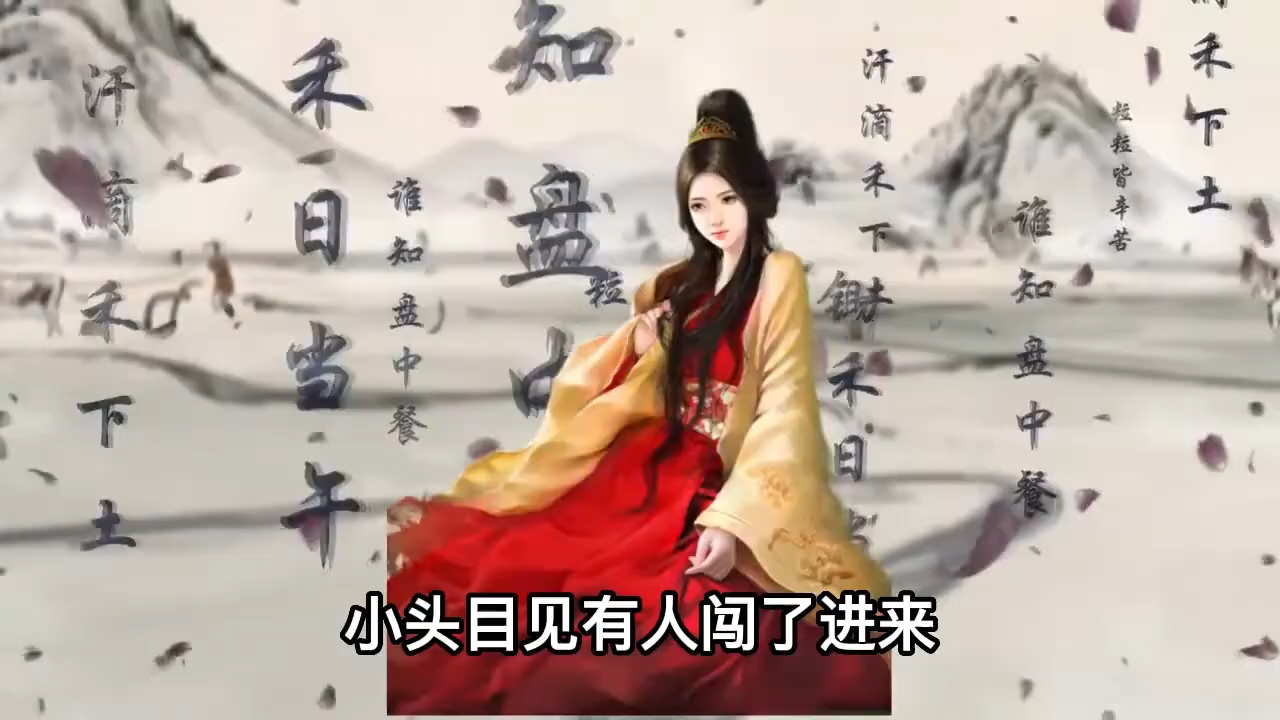 汗滴禾下土
禾日当午
谁知盘中餐
知盘中
粒
汗滴禾下
锄禾日当
谁知盘中餐
粒粒皆辛苦
禾下土
小头目见有人闯了进来